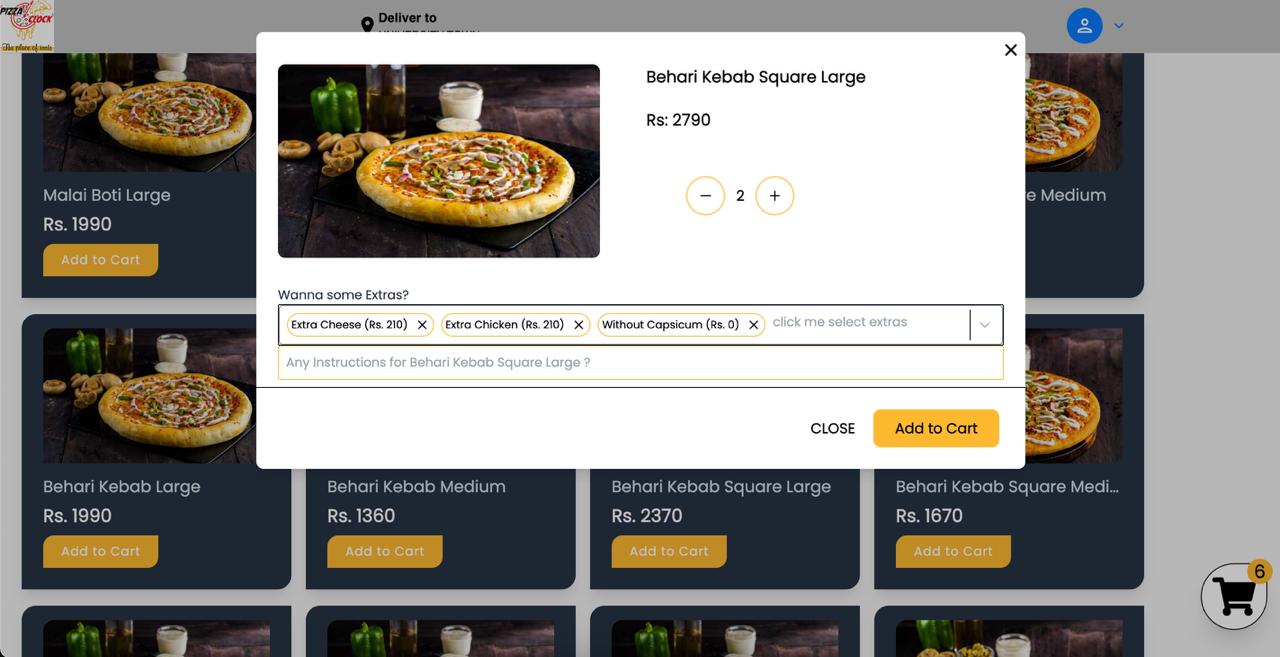 PIZZA
CLOCK
The place of taste
Deliver to
Behari Kebab Square Large
Rs: 2790
2
Wanna some Extras?
Extra Cheese (Rs. 210)
Extra Chicken (Rs. 210)
Without Capsicum (Rs. 0)
click me select extras
Any Instructions for Behari Kebab Square Large ?
CLOSE
Add to Cart
Malai Boti Large
Rs. 1990
Add to Cart
Medium
Behari Kebab Large
Rs. 1990
Add to Cart
Behari Kebab Medium
Rs. 1360
Add to Cart
Behari Kebab Square Large
Rs. 2370
Add to Cart
Behari Kebab Square Medi...
Rs. 1670
Add to Cart
6